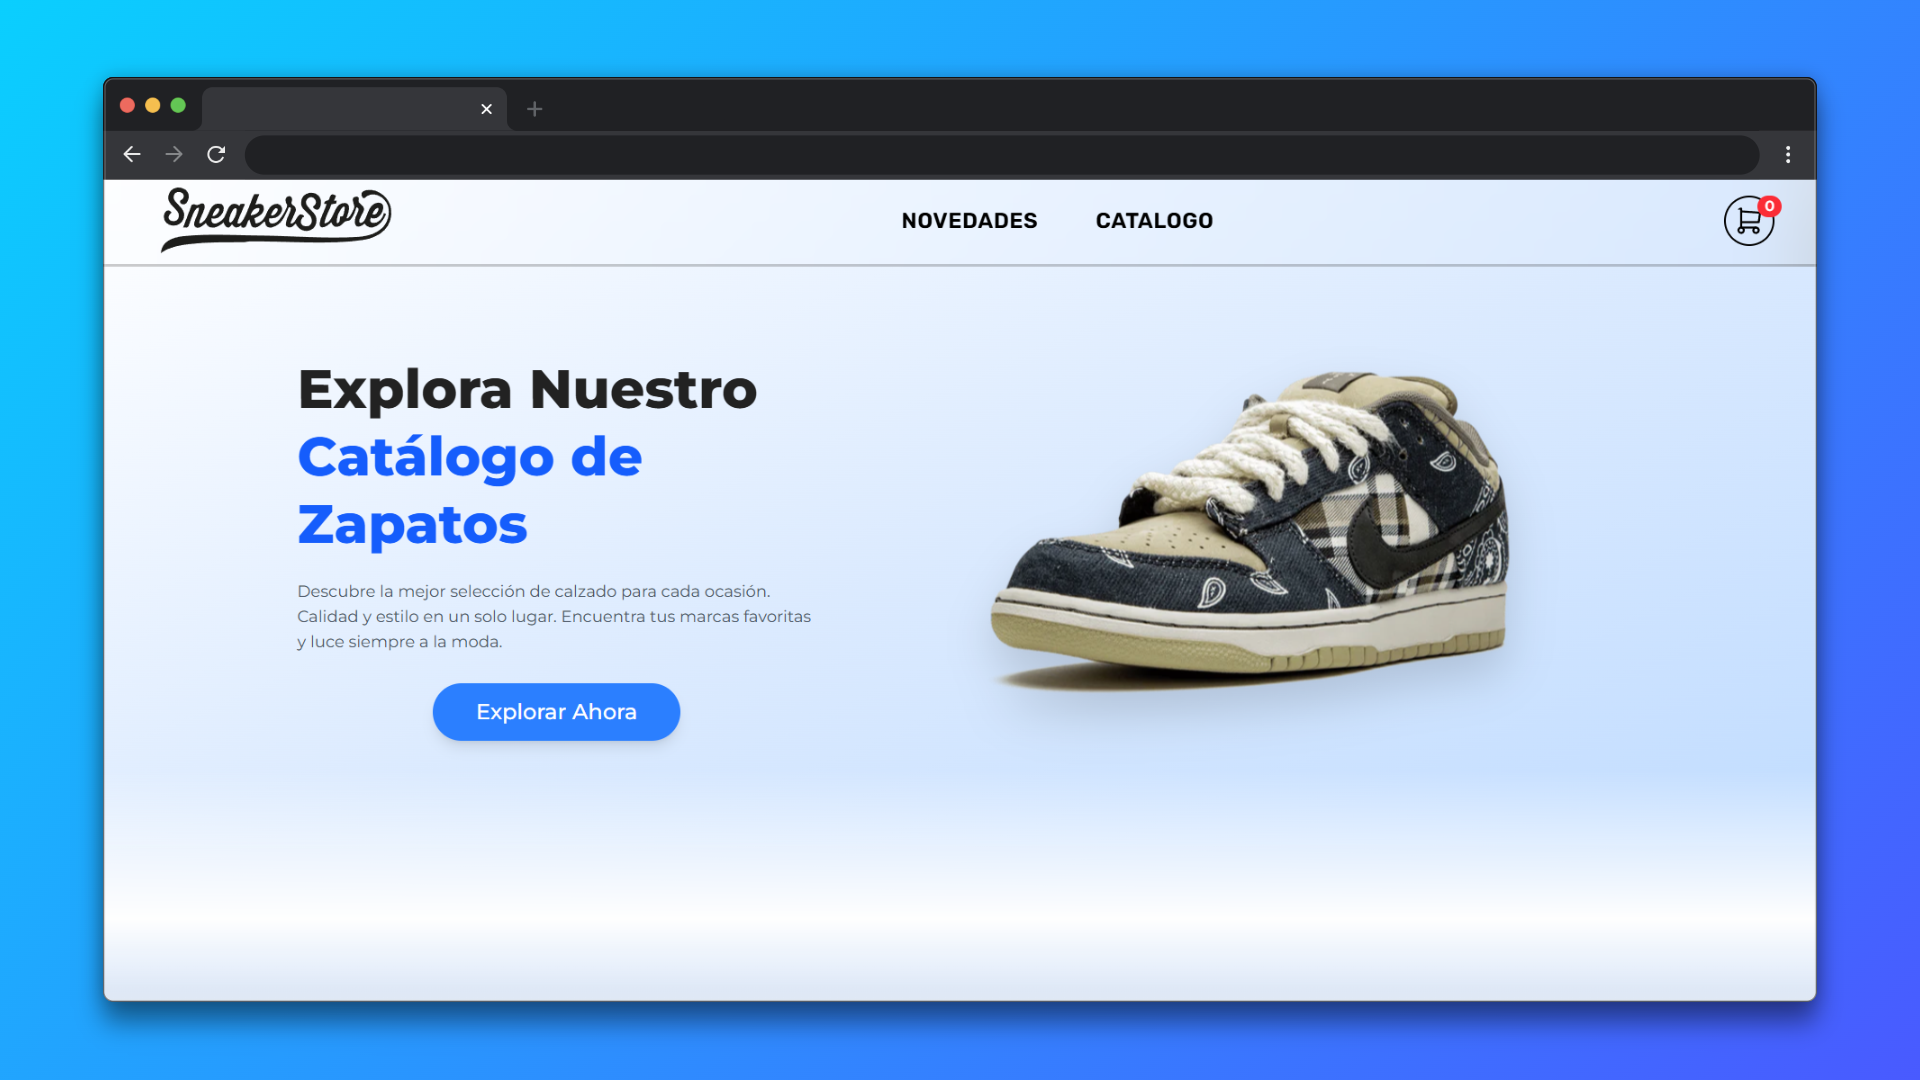 SneakerStore
NOVEDADES
CATALOGO
0
Explora Nuestro
Catálogo de
Zapatos
Descubre la mejor selección de calzado para cada ocasión.
Calidad y estilo en un solo lugar. Encuentra tus marcas favoritas
y luce siempre a la moda.
Explorar Ahora